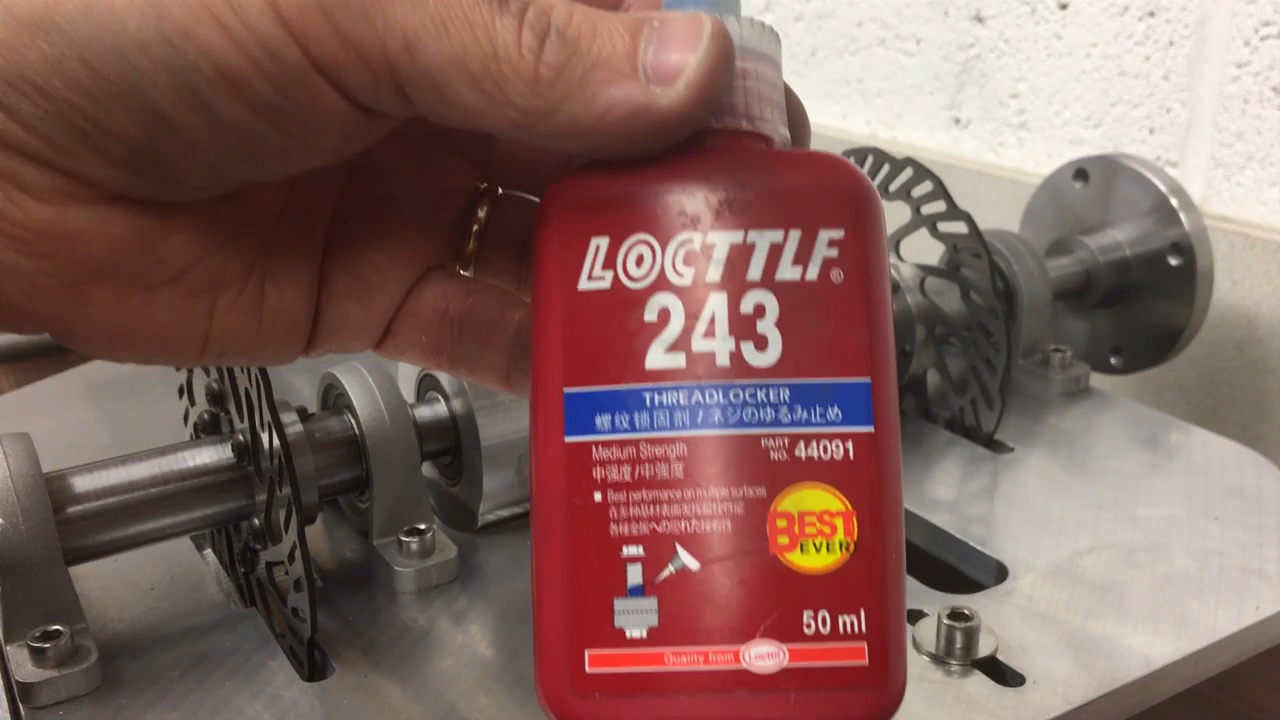 LOCTTLF®
243
THREADLOCKER
螺纹锁固剂 / ネジのゆるみ止め
Medium Strength
中强度/中強度
PART NO. 44091
Best performance on multiple surfaces
BEST
EVER
50 ml
Quality from